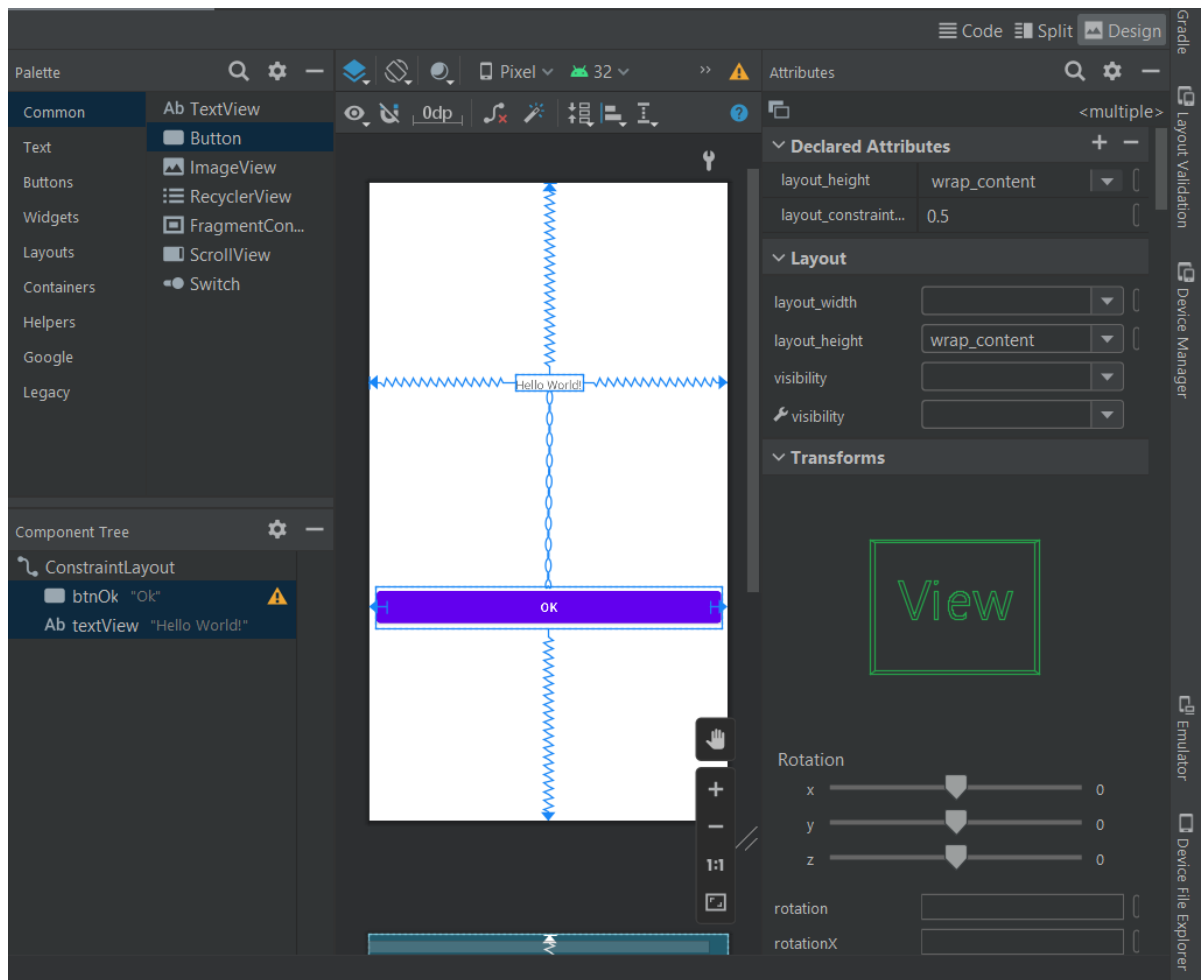 Code Split Design
Palette
Pixel 32
Attributes
Common
Text
Buttons
Widgets
Layouts
Containers
Helpers
Google
Legacy
Ab TextView
Button
ImageView
RecyclerView
FragmentCon...
ScrollView
Switch
0dp
?
<multiple>
Declared Attributes
layout_height wrap_content
layout_constraint... 0.5
Layout
layout_width
layout_height wrap_content
visibility
visibility
Transforms
View
Rotation
x 0
y 0
z 0
rotation
rotationX
Hello World!
OK
1:1
Component Tree
ConstraintLayout
btnOk "Ok"
Ab textView "Hello World!"
Gradle
Layout Validation
Device Manager
Emulator
Device File Explorer